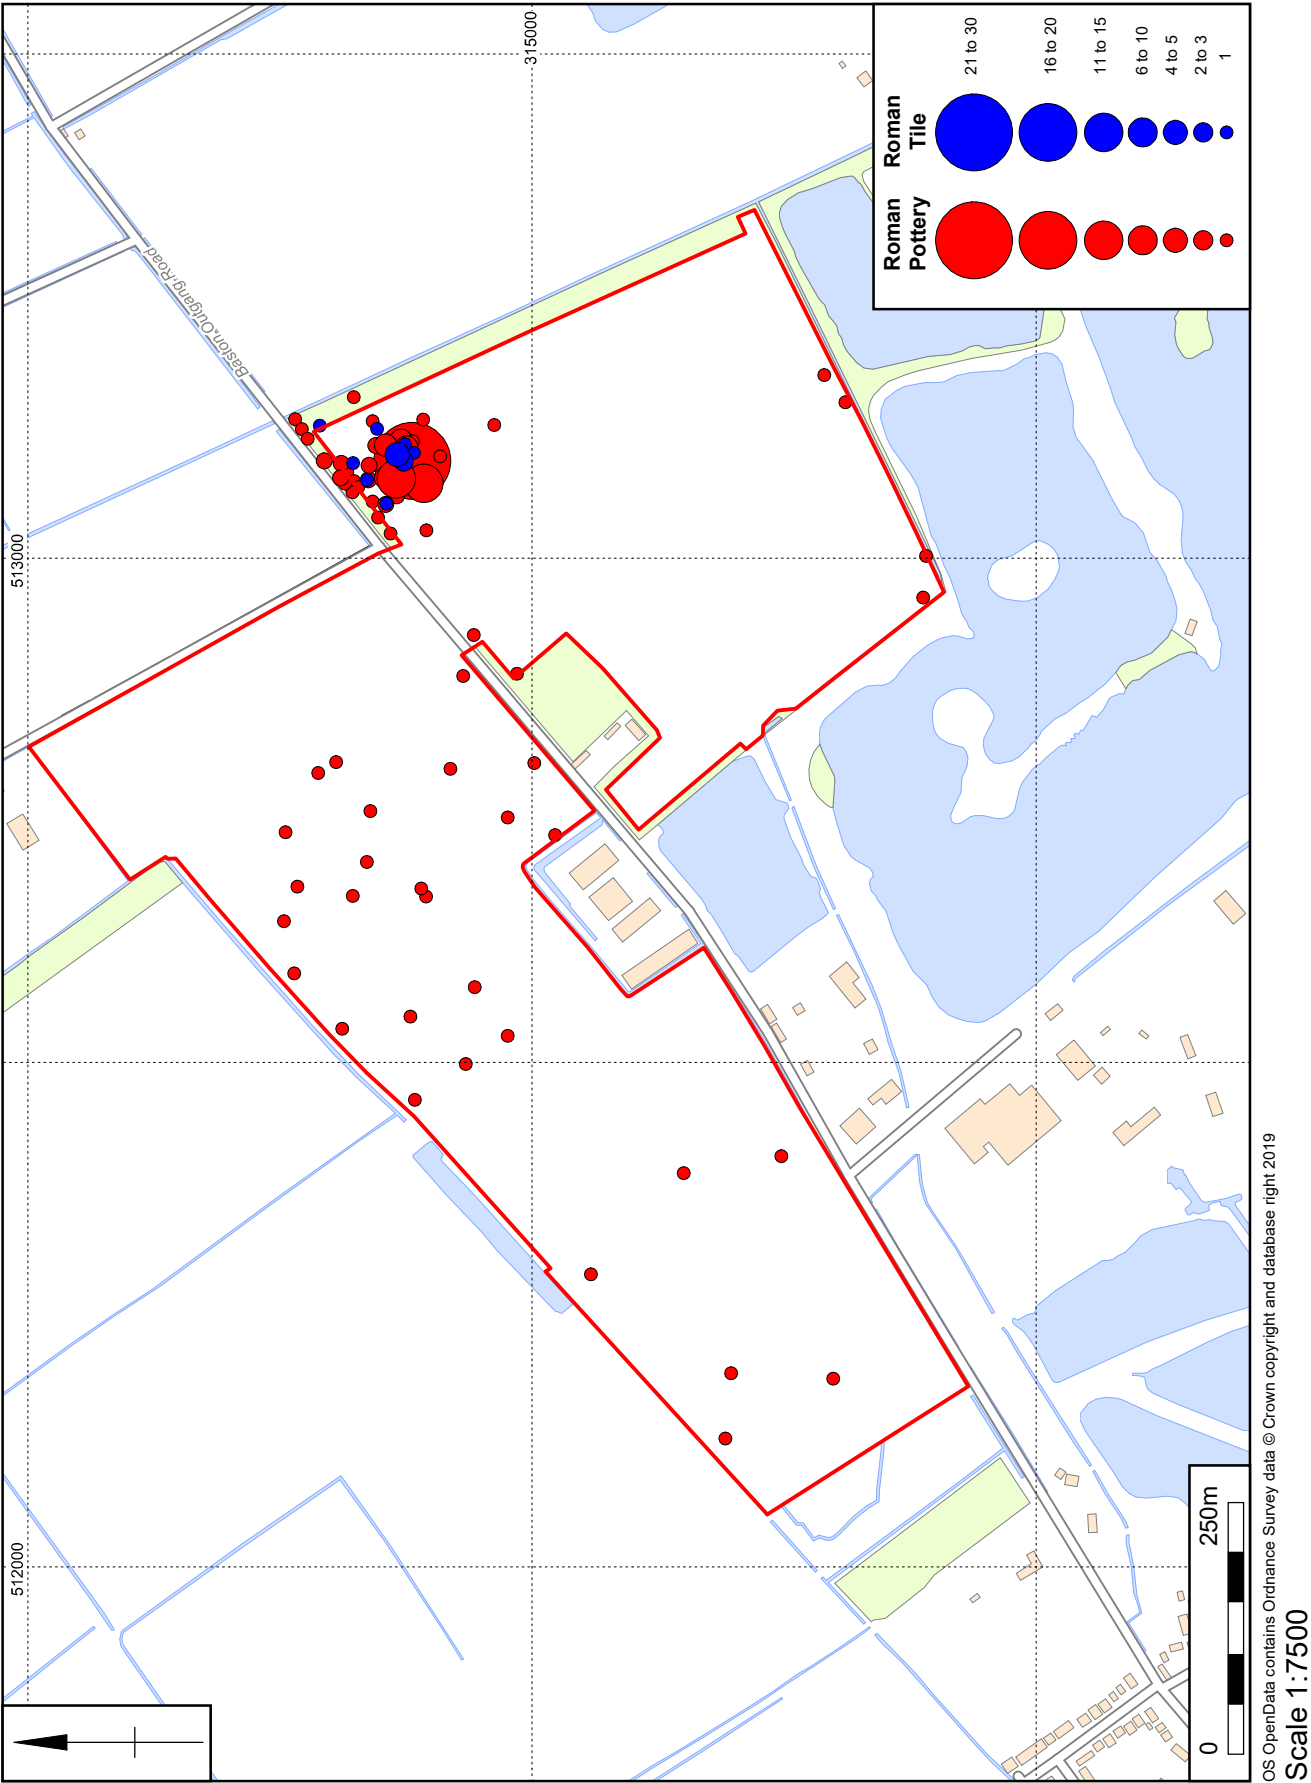 315000
513000
512000
Baston Outgang Road
Roman
Pottery
Roman
Tile
21 to 30
16 to 20
11 to 15
6 to 10
4 to 5
2 to 3
1
0
250m
OS OpenData contains Ordnance Survey data © Crown copyright and database right 2019
Scale 1:7500